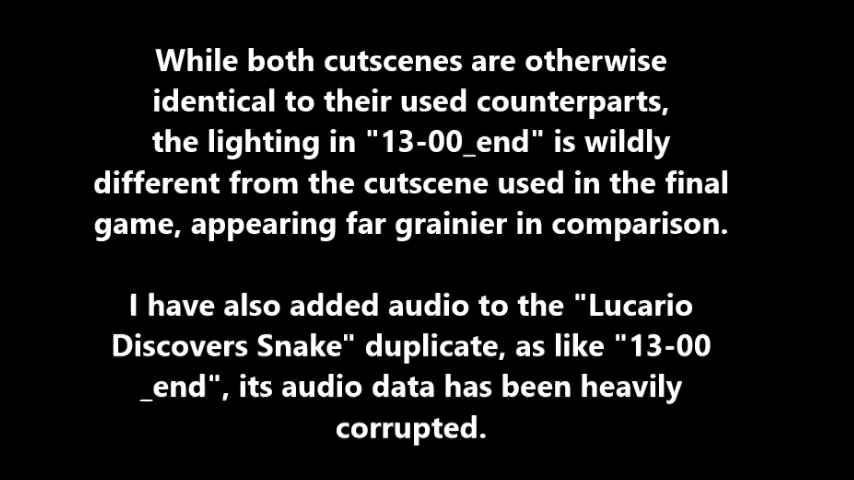 While both cutscenes are otherwise
identical to their used counterparts,
the lighting in "13-00_end" is wildly
different from the cutscene used in the final
game, appearing far grainier in comparison.
I have also added audio to the "Lucario
Discovers Snake" duplicate, as like "13-00
_end", its audio data has been heavily
corrupted.